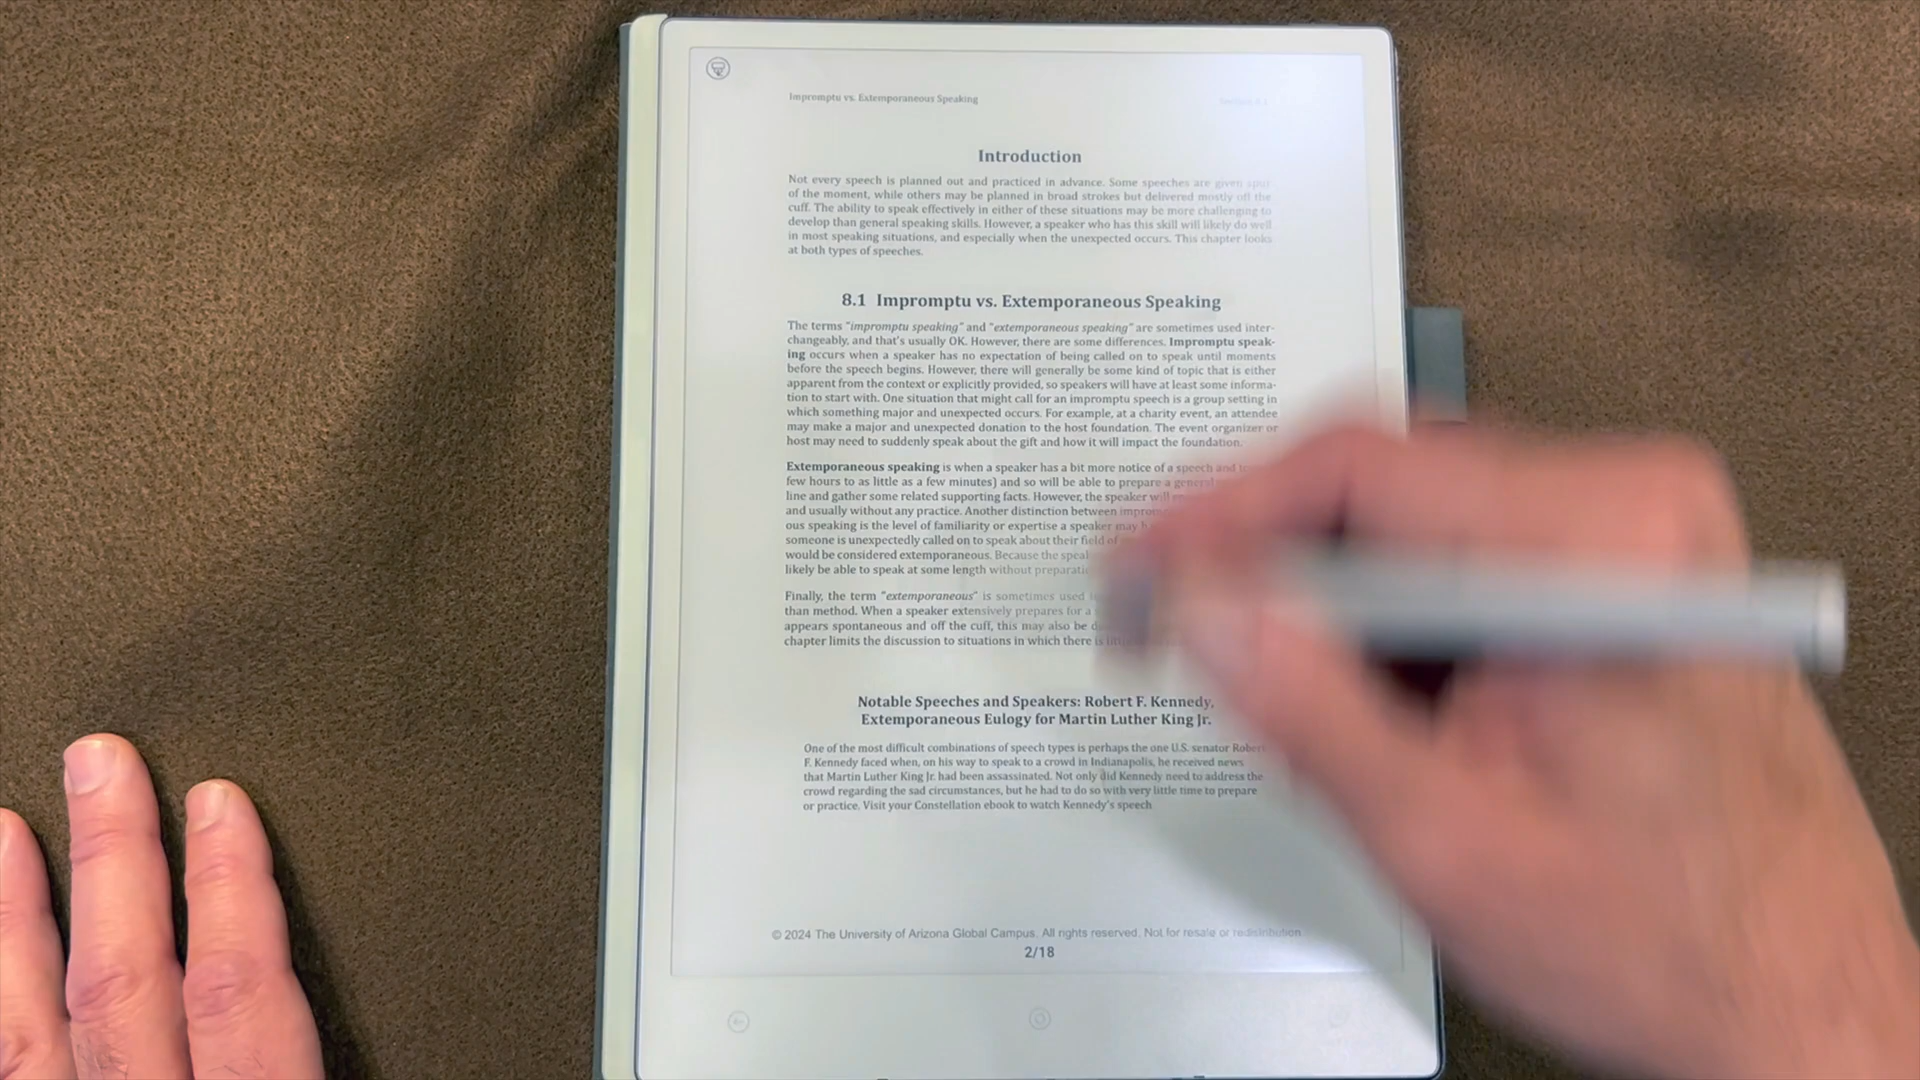 Impromptu vs. Extemporaneous Speaking
Introduction
Not every speech is planned out and practiced in advance. Some speeches are given spur
of the moment, while others may be planned in broad strokes but delivered mostly off the
cuff. The ability to speak effectively in either of these situations may be more challenging to
develop than general speaking skills. However, a speaker who has this skill will likely do well
in most speaking situations, and especially when the unexpected occurs. This chapter looks
at both types of speeches.
8.1 Impromptu vs. Extemporaneous Speaking
The terms "impromptu speaking" and "extemporaneous speaking" are sometimes used inter-
changeably, and that's usually OK. However, there are some differences. Impromptu speak-
ing occurs when a speaker has no expectation of being called on to speak until moments
before the speech begins. However, there will generally be some kind of topic that is either
apparent from the context or explicitly provided, so speakers will have at least some informa-
tion to start with. One situation that might call for an impromptu speech is a group setting in
which something major and unexpected occurs. For example, at a charity event, an attendee
may make a major and unexpected donation to the host foundation. The event organizer or
host may need to suddenly speak about the gift and how it will impact the foundation.
Extemporaneous speaking is when a speaker has a bit more notice of a speech and
few hours to as little as a few minutes) and so will be able to prepare a general
line and gather some related supporting facts. However, the speaker will
and usually without any practice. Another distinction between
ous speaking is the level of familiarity or expertise a speaker may
someone is unexpectedly called on to speak about their field of
would be considered extemporaneous. Because the
likely be able to speak at some length without
Finally, the term "extemporaneous" is sometimes used
than method. When a speaker extensively prepares for a
appears spontaneous and off the cuff, this may also be
chapter limits the discussion to situations in which there is
Notable Speeches and Speakers: Robert F. Kennedy,
Extemporaneous Eulogy for Martin Luther King Jr.
One of the most difficult combinations of speech types is perhaps the one U.S. senator Robert
F. Kennedy faced when, on his way to speak to a crowd in Indianapolis, he received news
that Martin Luther King Jr. had been assassinated. Not only did Kennedy need to address the
crowd regarding the sad circumstances, but he had to do so with very little time to prepare
or practice. Visit your Constellation ebook to watch Kennedy's speech
© 2024 The University of Arizona Global Campus. All rights reserved. Not for resale or redistribution.
2/18